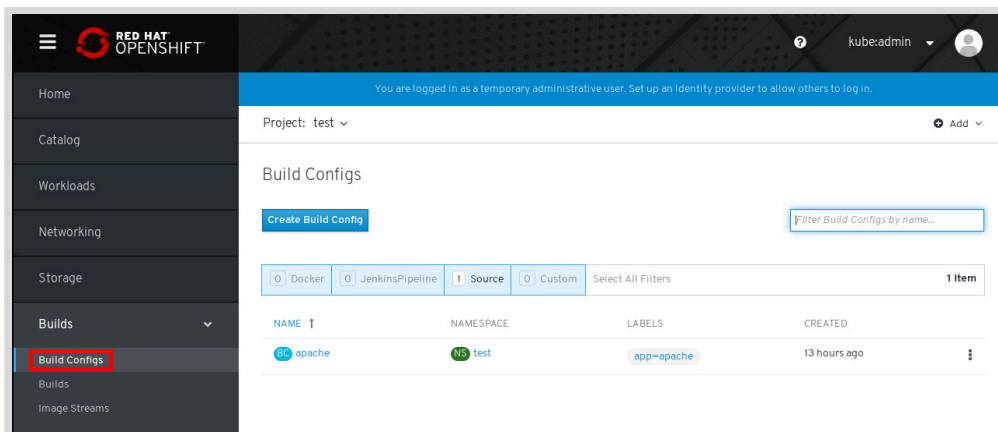 RED HAT
OPENSHIFT
kube:admin
Home
Catalog
Workloads
Networking
Storage
Builds
Build Configs
Builds
Image Streams
You are logged in as a temporary administrative user. Set up an identity provider to allow others to log in.
Project: test
Add
Build Configs
Create Build Config
Filter Build Configs by name...
0 Docker 0 JenkinsPipeline 1 Source 0 Custom Select All Filters 1 Item
NAME ↑ NAMESPACE LABELS CREATED
BC apache NS test app=apache 13 hours ago